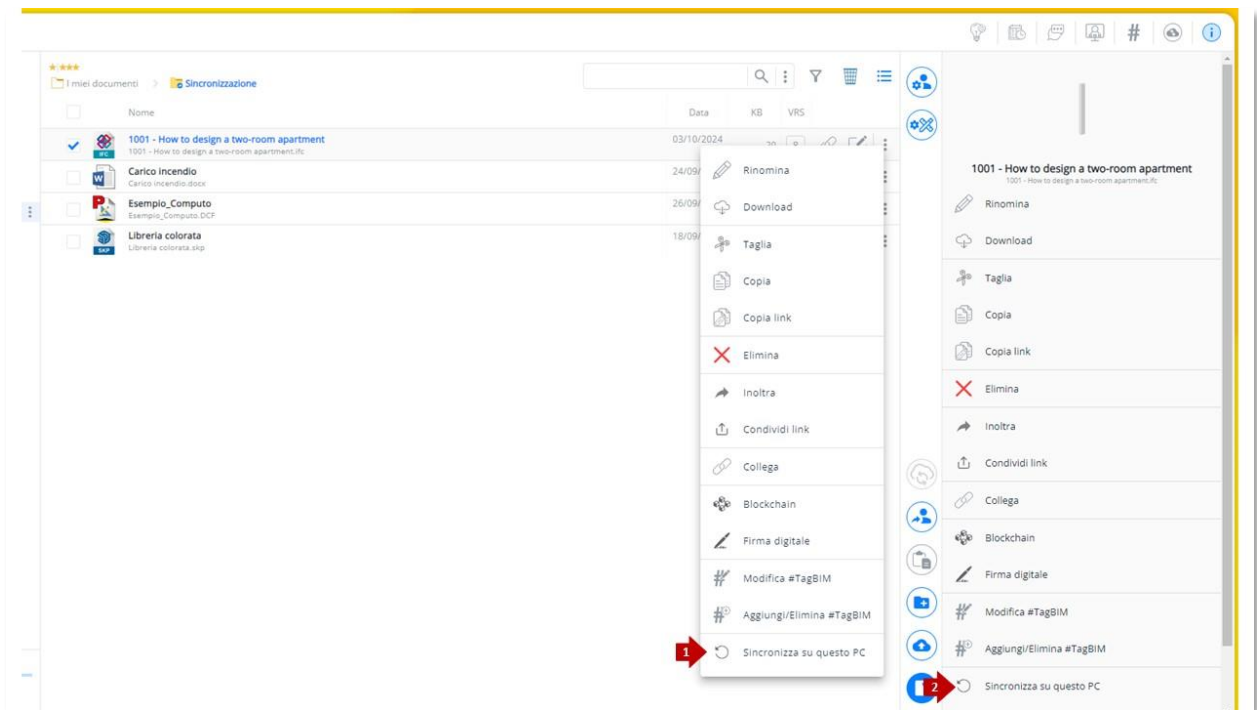 I miei documenti > Sincronizzazione
Nome Data KB VRS
1001 - How to design a two-room apartment 03/10/2024
1001 - How to design a two-room apartment.ifc
IFC
Carico incendio 24/09/
Carico incendio.docx
Esempio_Computo 26/09/
Esempio_Computo.DCF
Libreria colorata 18/09/
Libreria colorata.skp
SKP
Rinomina
Download
Taglia
Copia
Copia link
Elimina
Inoltra
Condividi link
Collega
Blockchain
Firma digitale
Modifica #TagBIM
Aggiungi/Elimina #TagBIM
1 Sincronizza su questo PC
1001 - How to design a two-room apartment
1001 - How to design a two-room apartment.ifc
Rinomina
Download
Taglia
Copia
Copia link
Elimina
Inoltra
Condividi link
Collega
Blockchain
Firma digitale
Modifica #TagBIM
Aggiungi/Elimina #TagBIM
2 Sincronizza su questo PC